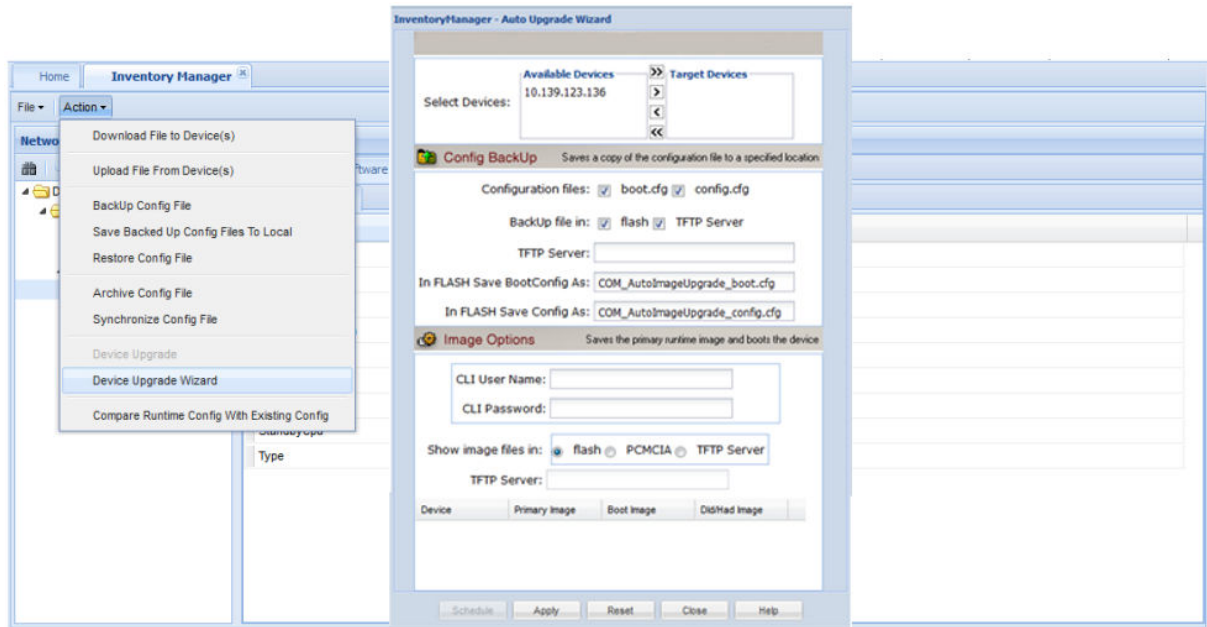 InventoryManager - Auto Upgrade Wizard
Home
Inventory Manager
File
Action
Download File to Device(s)
Upload File From Device(s)
BackUp Config File
Save Backed Up Config Files To Local
Restore Config File
Archive Config File
Synchronize Config File
Device Upgrade
Device Upgrade Wizard
Compare Runtime Config With Existing Config
Netwo
ftware
StandbyCpu
Type
Select Devices:
Available Devices
10.139.123.136
>>
>
<
<<
Target Devices
Config BackUp Saves a copy of the configuration file to a specified location
Configuration files: boot.cfg config.cfg
BackUp file in: flash TFTP Server
TFTP Server:
In FLASH Save BootConfig As: COM_AutoImageUpgrade_boot.cfg
In FLASH Save Config As: COM_AutoImageUpgrade_config.cfg
Image Options Saves the primary runtime image and boots the device
CLI User Name:
CLI Password:
Show image files in: flash PCMCIA TFTP Server
TFTP Server:
Device Primary Image Boot Image Did/Had Image
Schedule Apply Reset Close Help